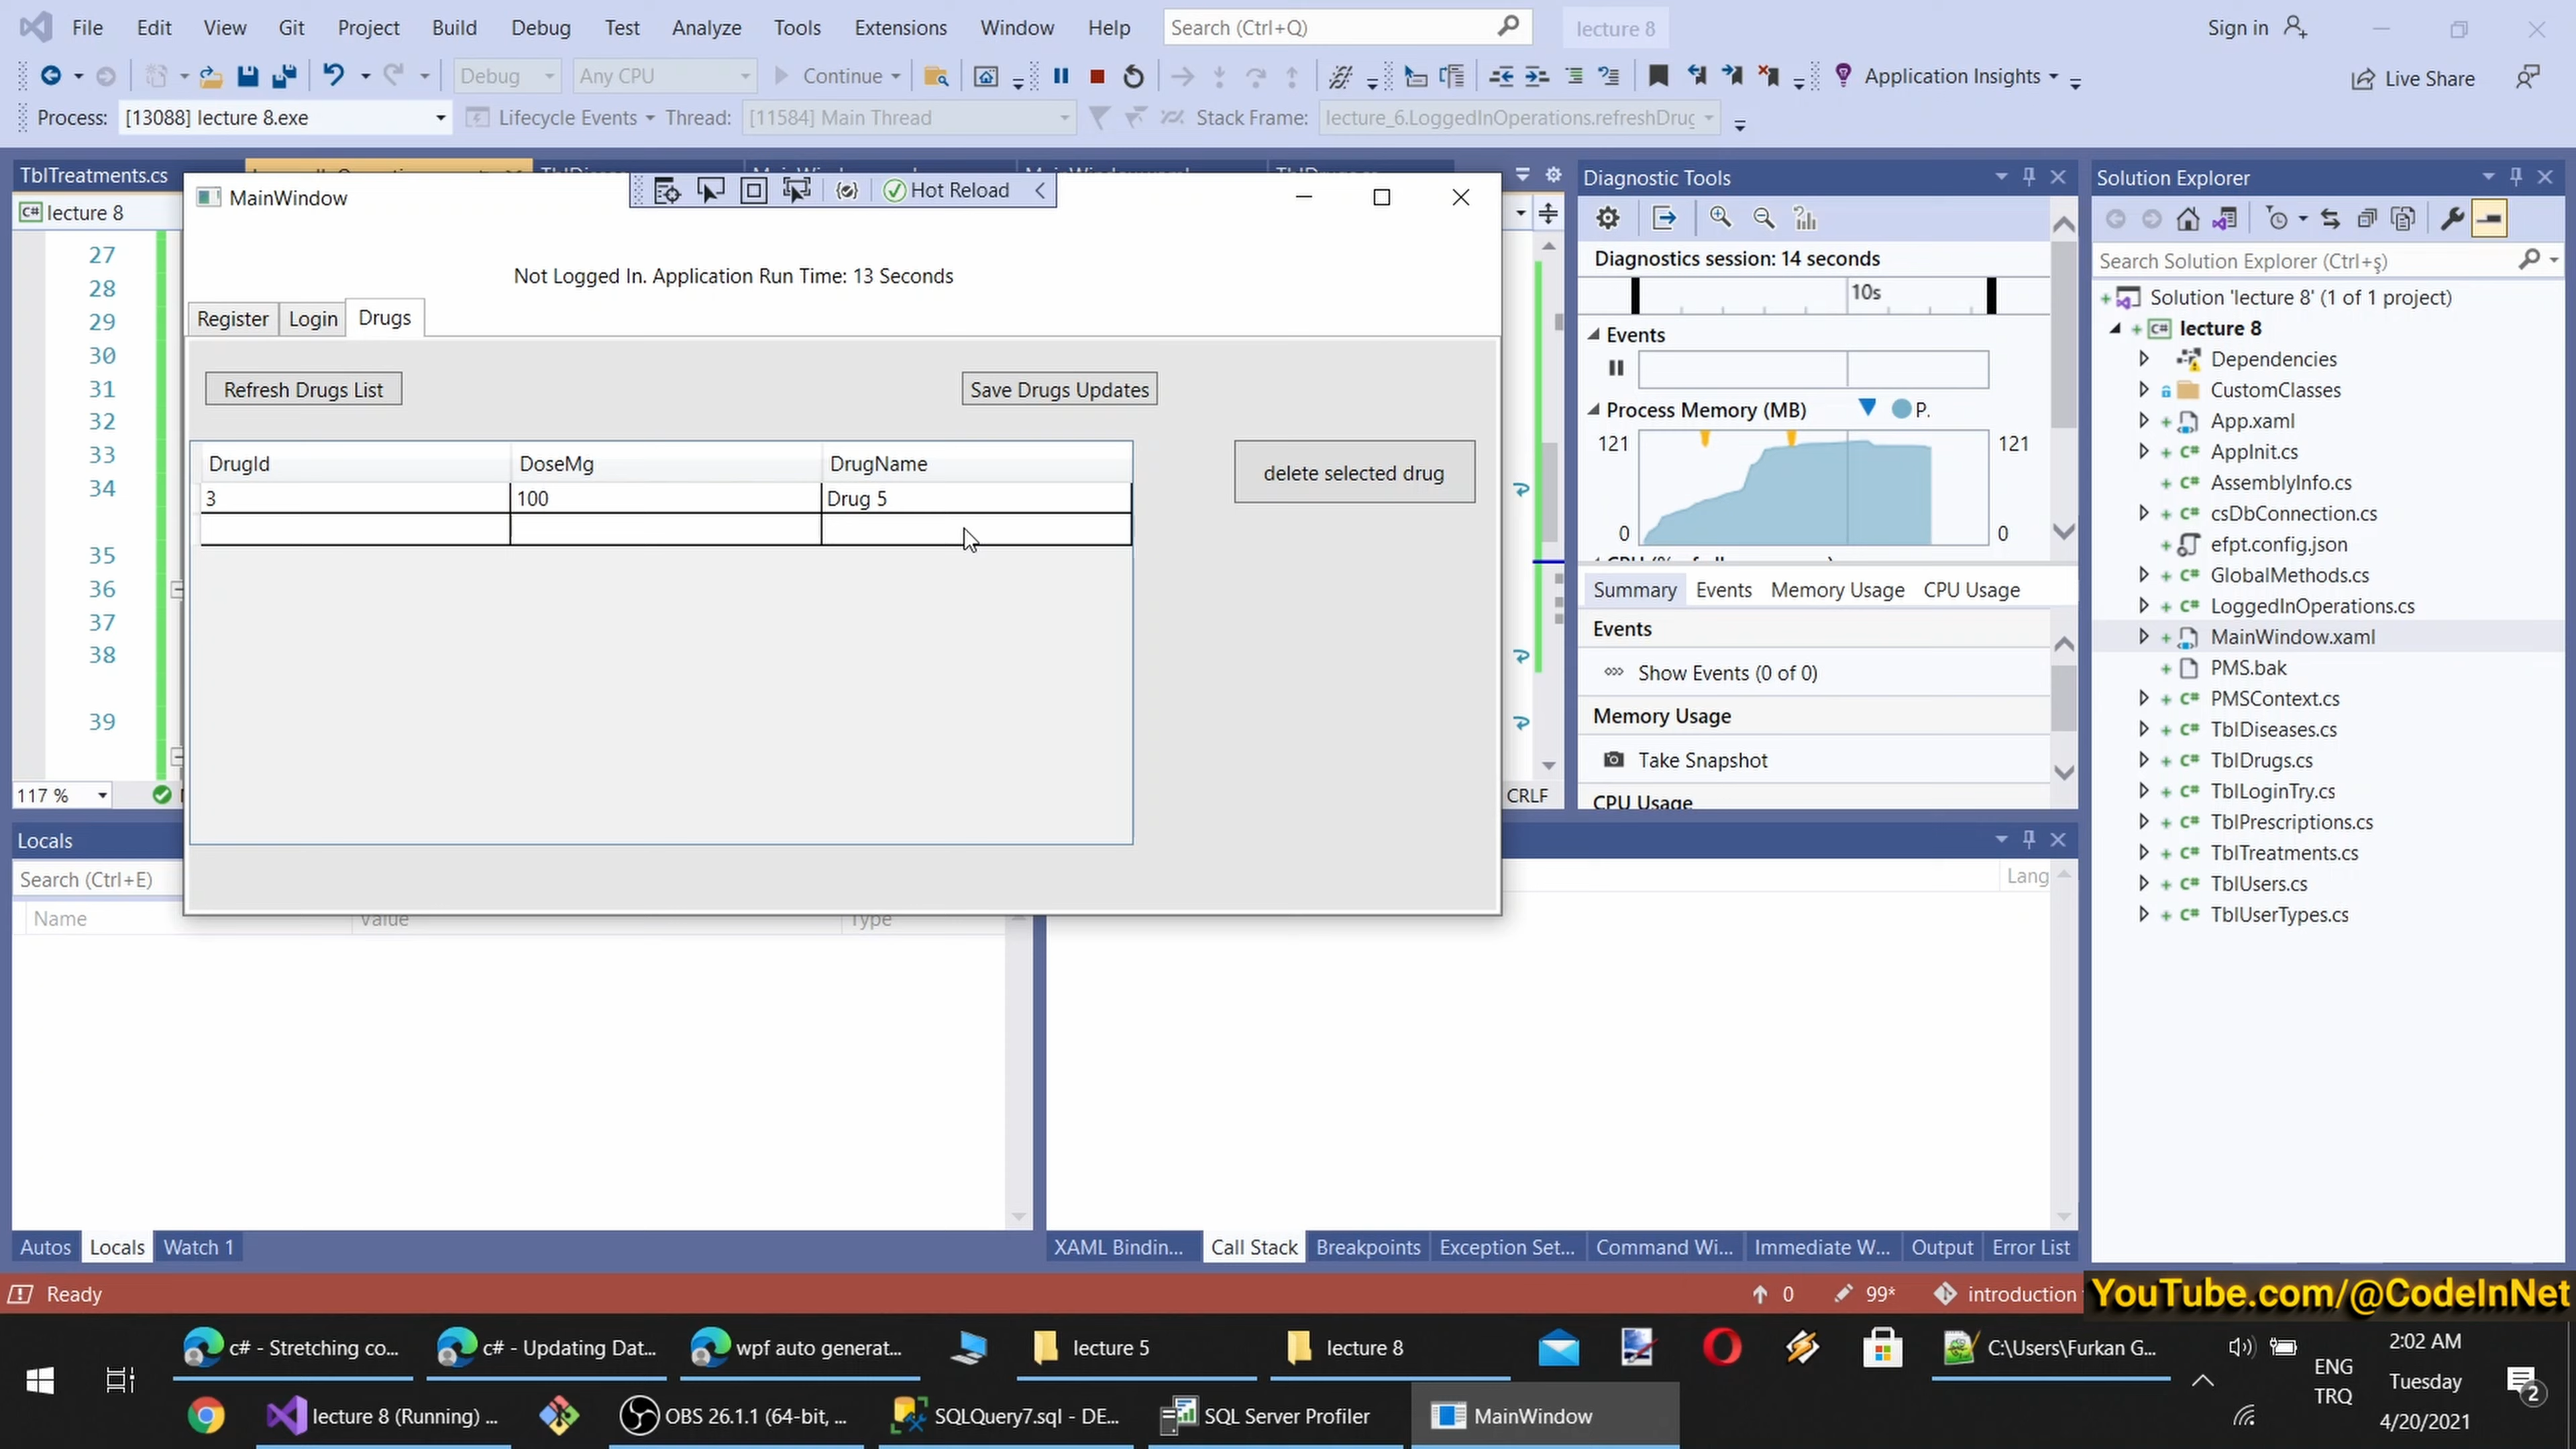 File Edit View Git Project Build Debug Test Analyze Tools Extensions Window Help Search (Ctrl+Q) lecture 8 Sign in
Debug Any CPU Continue Application Insights Live Share
Process: [13088] lecture 8.exe Lifecycle Events Thread: [11584] Main Thread Stack Frame: lecture_6.LoggedInOperations.refreshDrug
TblTreatments.cs
C# lecture 8
27
28
29
30
31
32
33
34
35
36
37
38
39
117 %
CRLF
MainWindow
Hot Reload
Not Logged In. Application Run Time: 13 Seconds
Register Login Drugs
Refresh Drugs List Save Drugs Updates
DrugId DoseMg DrugName
3 100 Drug 5
delete selected drug
Diagnostic Tools
Diagnostics session: 14 seconds
10s
Events
Process Memory (MB) P.
121 121
0 0
Summary Events Memory Usage CPU Usage
Events
Show Events (0 of 0)
Memory Usage
Take Snapshot
CPU Usage
Solution Explorer
Search Solution Explorer (Ctrl+ş)
Solution 'lecture 8' (1 of 1 project)
lecture 8
Dependencies
CustomClasses
App.xaml
AppInit.cs
AssemblyInfo.cs
csDbConnection.cs
efpt.config.json
GlobalMethods.cs
LoggedInOperations.cs
MainWindow.xaml
PMS.bak
PMSContext.cs
TblDiseases.cs
TblDrugs.cs
TblLoginTry.cs
TblPrescriptions.cs
TblTreatments.cs
TblUsers.cs
TblUserTypes.cs
Locals
Search (Ctrl+E)
Name Value Type
Lang
Autos Locals Watch 1
XAML Bindin... Call Stack Breakpoints Exception Set... Command Wi... Immediate W... Output Error List
Ready 0 99* introduction
YouTube.com/@CodeInNet
c# - Stretching co... c# - Updating Dat... wpf auto generat... lecture 5 lecture 8 C:\Users\Furkan G...
lecture 8 (Running) ... OBS 26.1.1 (64-bit, ... SQLQuery7.sql - DE... SQL Server Profiler MainWindow
ENG
TRQ
2:02 AM
Tuesday
4/20/2021
2